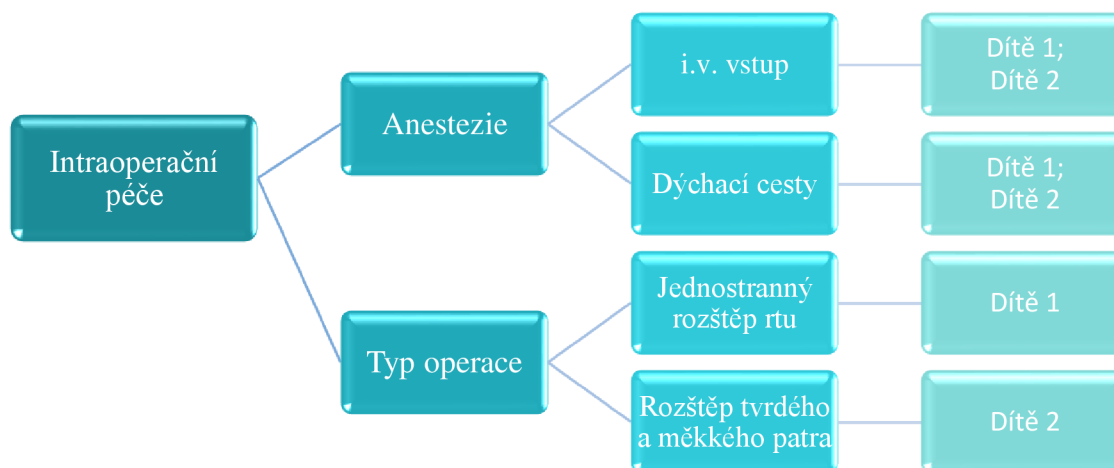 Intraoperační
péče
Anestezie
i.v. vstup
Dítě 1;
Dítě 2
Dýchací cesty
Dítě 1;
Dítě 2
Typ operace
Jednostranný
rozštěp rtu
Dítě 1
Rozštěp tvrdého
a měkkého patra
Dítě 2